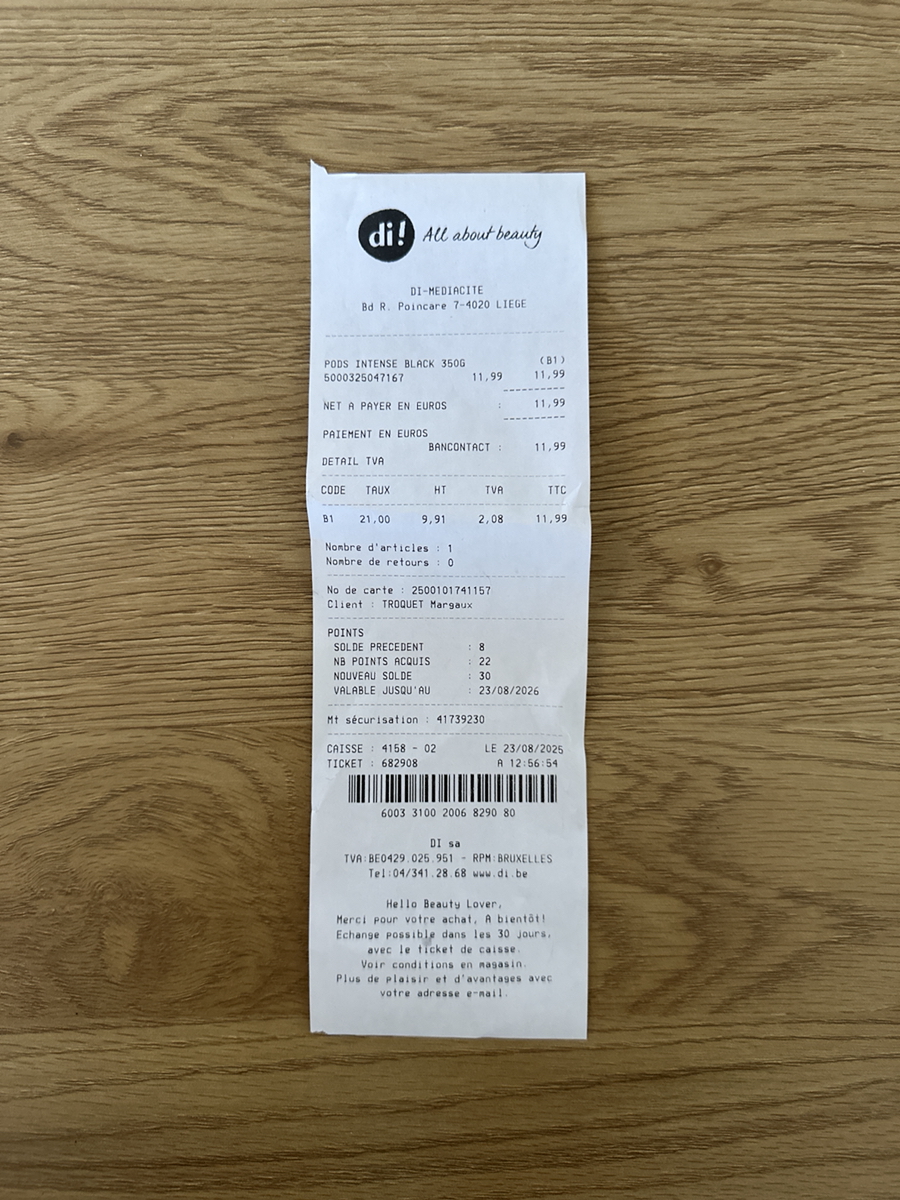 di! All about beauty
DI-MEDIACITE
Bd R. Poincare 7-4020 LIEGE
PODS INTENSE BLACK 350G (B1)
5000325047167 11,99 11,99
NET A PAYER EN EUROS : 11,99
PAIEMENT EN EUROS
BANCONTACT : 11,99
DETAIL TVA
CODE TAUX HT TVA TTC
B1 21,00 9,91 2,08 11,99
Nombre d'articles : 1
Nombre de retours : 0
No de carte : 2500101741157
Client : TROQUET Margaux
POINTS
SOLDE PRECEDENT : 8
NB POINTS ACQUIS : 22
NOUVEAU SOLDE : 30
VALABLE JUSQU'AU : 23/08/2026
Mt sécurisation : 41739230
CAISSE : 4158 - 02 LE 23/08/2025
TICKET : 682908 A 12:56:54
6003 3100 2006 8290 80
DI sa
TVA:BE0429.025.951 - RPM:BRUXELLES
Tel:04/341.28.68 www.di.be
Hello Beauty Lover,
Merci pour votre achat, A bientôt!
Echange possible dans les 30 jours,
avec le ticket de caisse.
Voir conditions en magasin.
Plus de plaisir et d'avantages avec
votre adresse e-mail.